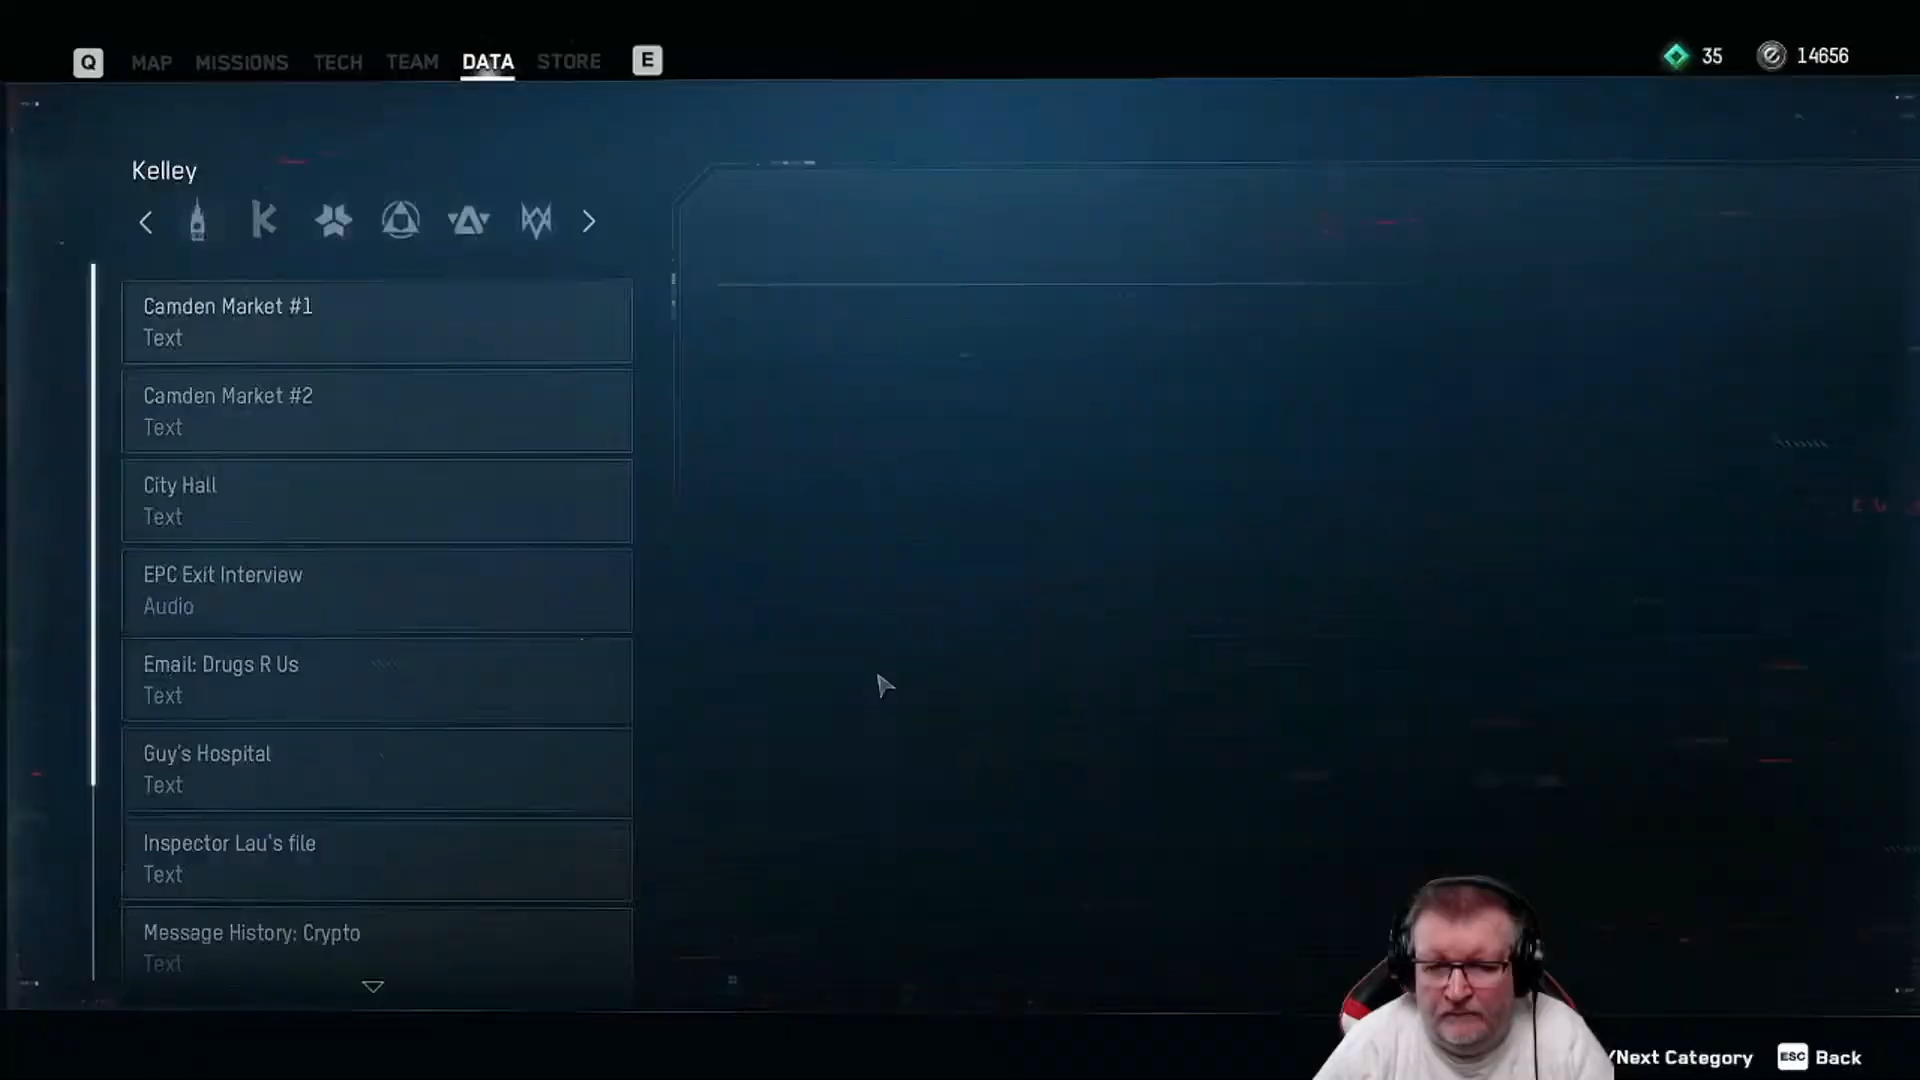 Q MAP MISSIONS TECH TEAM DATA STORE E 35 14656
Kelley
Camden Market #1
Text
Camden Market #2
Text
City Hall
Text
EPC Exit Interview
Audio
Email: Drugs R Us
Text
Guy's Hospital
Text
Inspector Lau's file
Text
Message History: Crypto
Text
/Next Category ESC Back